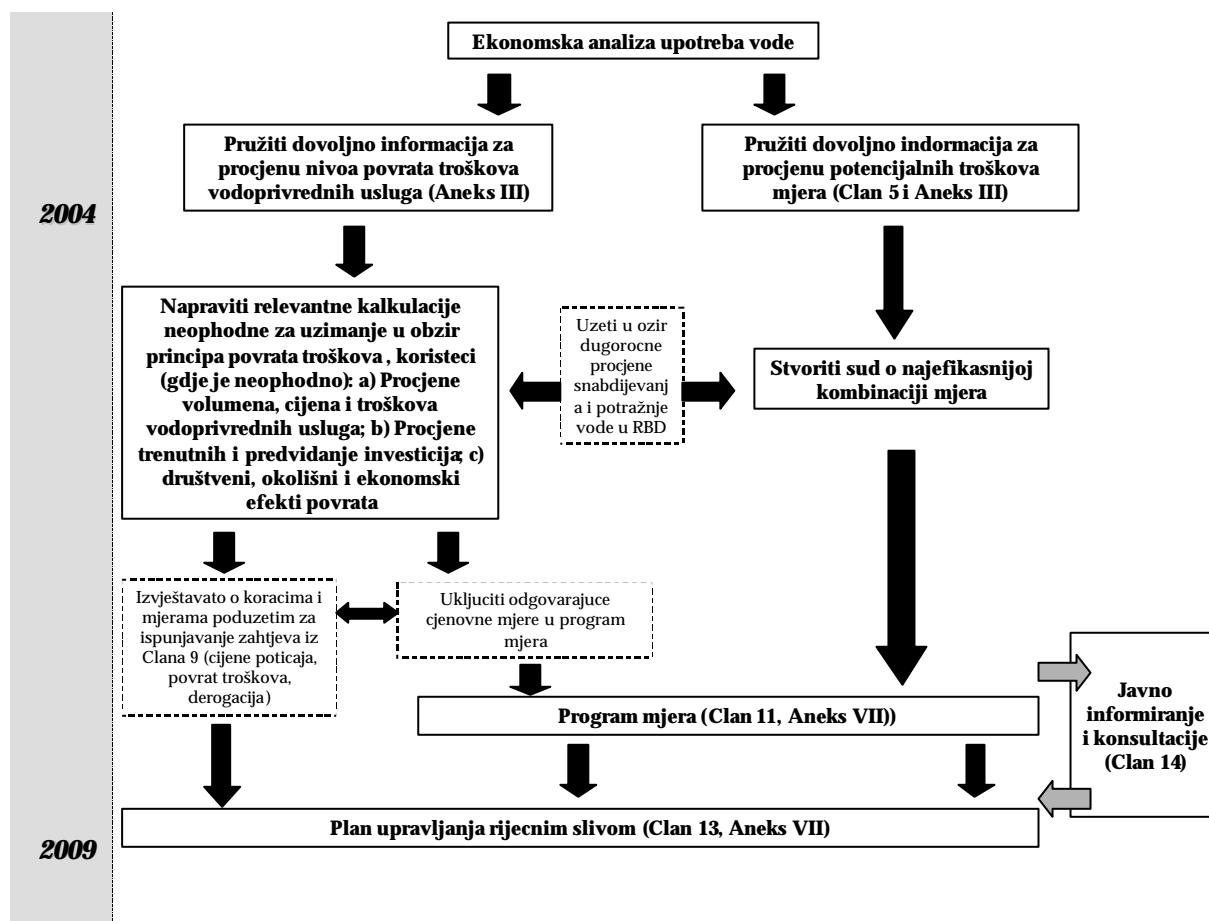 Ekonomska analiza upotreba vode
Pružiti dovoljno informacija za
procjenu nivoa povrata troškova
vodoprivrednih usluga (Aneks III)
Pružiti dovoljno indormacija za
procjenu potencijalnih troškova
mjera (Clan 5 i Aneks III)
2004
Napraviti relevantne kalkulacije
neophodne za uzimanje u obzir
principa povrata troškova , koristeci
(gdje je neophodno): a) Procjene
volumena, cijena i troškova
vodoprivrednih usluga; b) Procjene
trenutnih i predvidanje investicija; c)
društveni, okolišni i ekonomski
efekti povrata
Uzeti u ozir
dugorocne
procjene
snabdijevanj
a i potražnje
vode u RBD
Stvoriti sud o najefikasnijoj
kombinaciji mjera
Izvještavato o koracima i
mjerama poduzetim za
ispunjavanje zahtjeva iz
Clana 9 (cijene poticaja,
povrat troškova,
derogacija)
Ukljuciti odgovarajuce
cjenovne mjere u program
mjera
Program mjera (Clan 11, Aneks VII))
Javno
informiranje
i konsultacije
(Clan 14)
Plan upravljanja rijecnim slivom (Clan 13, Aneks VII)
2009